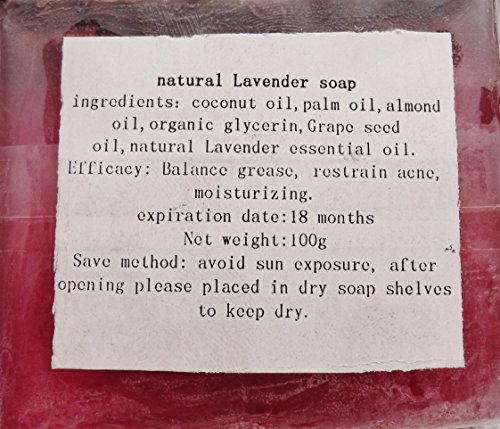 natural Lavender soap
ingredients: coconut oil,palm oil,almond
oil,organic glycerin,Grape seed
oil,natural Lavender essential oil.
Efficacy: Balance grease, restrain acne,
moisturizing.
expiration date:18 months
Net weight:100g
Save method: avoid sun exposure, after
opening please placed in dry soap shelves
to keep dry.